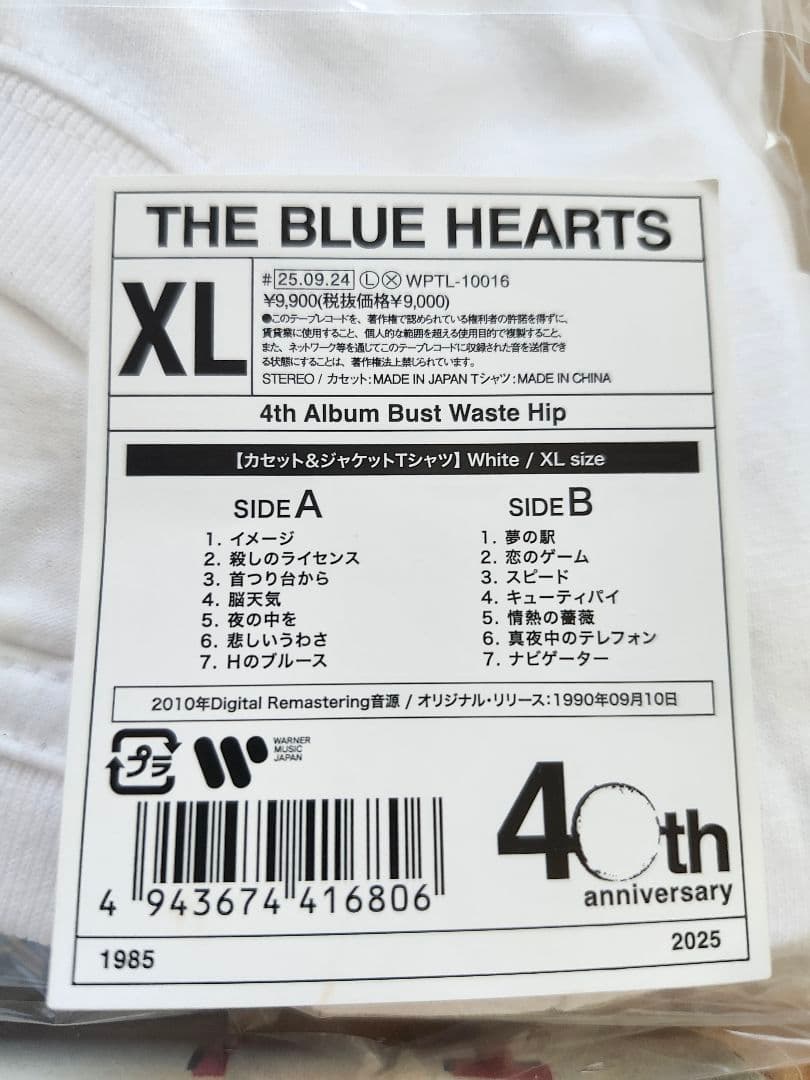 THE BLUE HEARTS
XL
#25.09.24 Ⓛ ⓧ WPTL-10016
¥9,900(税抜価格¥9,000)
●このテープレコードを、著作権で認められている権利者の許諾を得ずに、
賃貸業に使用すること、個人的な範囲を超える使用目的で複製すること、
また、ネットワーク等を通じてこのテープレコードに収録された音を送信でき
る状態にすることは、著作権法上禁じられています。
STEREO / カセット:MADE IN JAPAN Tシャツ:MADE IN CHINA
4th Album Bust Waste Hip
【カセット&ジャケットTシャツ】White / XL size
SIDE A
1. イメージ
2. 殺しのライセンス
3. 首つり台から
4. 脳天気
5. 夜の中を
6. 悲しいうわさ
7. Hのブルース
SIDE B
1. 夢の駅
2. 恋のゲーム
3. スピード
4. キューティパイ
5. 情熱の薔薇
6. 真夜中のテレフォン
7. ナビゲーター
2010年Digital Remastering音源 / オリジナル・リリース:1990年09月10日
プラ
WARNER
MUSIC
JAPAN
40th
anniversary
4 943674 416806
1985
2025